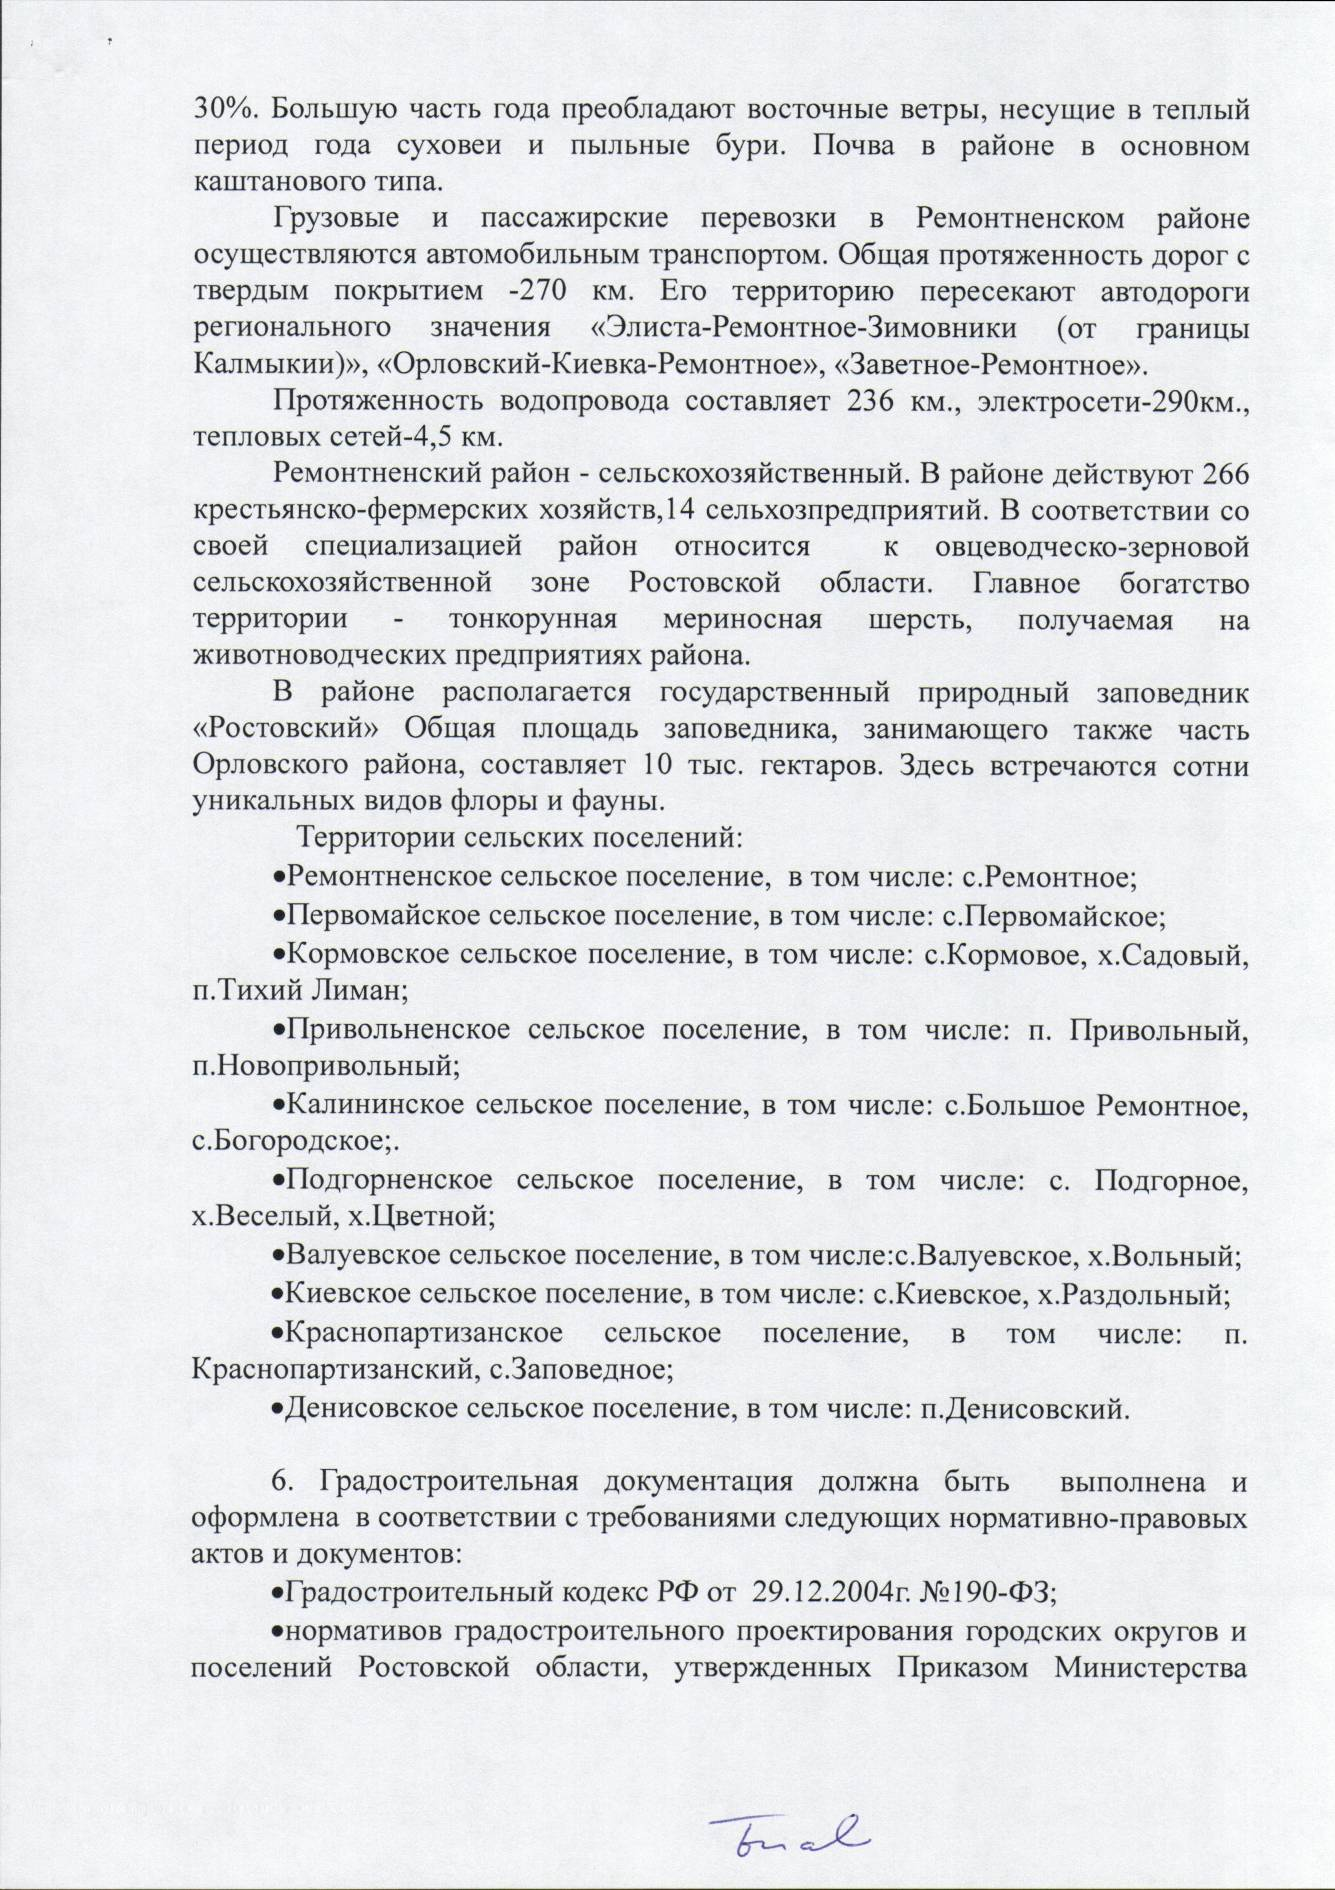 30%. Большую часть года преобладают восточные ветры, несущие в теплый
период года суховеи и пыльные бури. Почва в районе в основном
каштанового типа.
Грузовые и пассажирские перевозки в Ремонтненском районе
осуществляются автомобильным транспортом. Общая протяженность дорог с
твердым покрытием -270 км. Его территорию пересекают автодороги
регионального значения «Элиста-Ремонтное-Зимовники (от границы
Калмыкии)», «Орловский-Киевка-Ремонтное», «Заветное-Ремонтное».
Протяженность водопровода составляет 236 км., электросети-290км.,
тепловых сетей-4,5 км.
Ремонтненский район - сельскохозяйственный. В районе действуют 266
крестьянско-фермерских хозяйств,14 сельхозпредприятий. В соответствии со
своей специализацией район относится к овцеводческо-зерновой
сельскохозяйственной зоне Ростовской области. Главное богатство
территории - тонкорунная мериносная шерсть, получаемая на
животноводческих предприятиях района.
В районе располагается государственный природный заповедник
«Ростовский» Общая площадь заповедника, занимающего также часть
Орловского района, составляет 10 тыс. гектаров. Здесь встречаются сотни
уникальных видов флоры и фауны.
Территории сельских поселений:
•Ремонтненское сельское поселение, в том числе: с.Ремонтное;
•Первомайское сельское поселение, в том числе: с.Первомайское;
•Кормовское сельское поселение, в том числе: с.Кормовое, х.Садовый,
п.Тихий Лиман;
•Привольненское сельское поселение, в том числе: п. Привольный,
п.Новопривольный;
•Калининское сельское поселение, в том числе: с.Большое Ремонтное,
с.Богородское;.
•Подгорненское сельское поселение, в том числе: с. Подгорное,
х.Веселый, х.Цветной;
•Валуевское сельское поселение, в том числе:с.Валуевское, х.Вольный;
•Киевское сельское поселение, в том числе: с.Киевское, х.Раздольный;
•Краснопартизанское сельское поселение, в том числе: п.
Краснопартизанский, с.Заповедное;
•Денисовское сельское поселение, в том числе: п.Денисовский.
6. Градостроительная документация должна быть выполнена и
оформлена в соответствии с требованиями следующих нормативно-правовых
актов и документов:
•Градостроительный кодекс РФ от 29.12.2004г. №190-ФЗ;
•нормативов градостроительного проектирования городских округов и
поселений Ростовской области, утвержденных Приказом Министерства